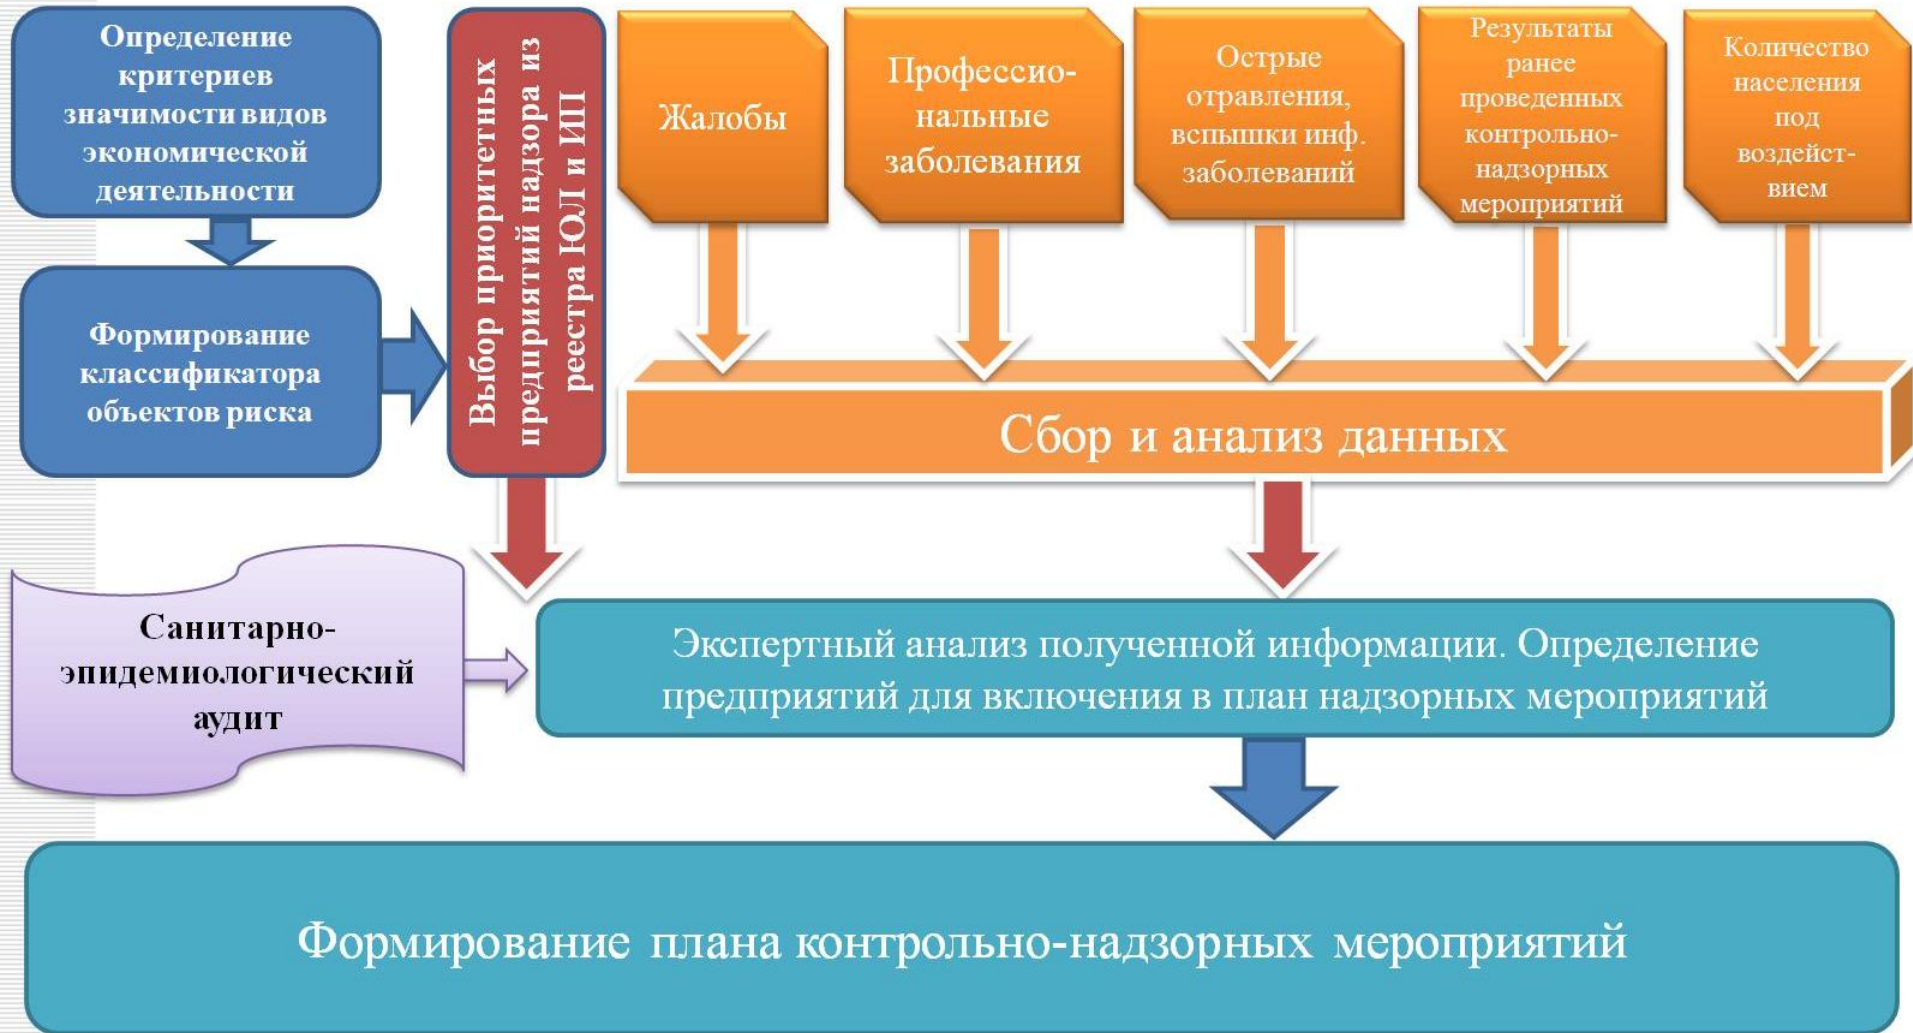 Определение
критериев
значимости видов
экономической
деятельности
Формирование
классификатора
объектов риска
Выбор приоритетных
предприятий надзора из
реестра ЮЛ и ИП
Жалобы
Профессио-
нальные
заболевания
Острые
отравления,
вспышки инф.
заболеваний
Результаты
ранее
проведенных
контрольно-
надзорных
мероприятий
Количество
населения
под
воздейст-
вием
Сбор и анализ данных
Санитарно-
эпидемиологический
аудит
Экспертный анализ полученной информации. Определение
предприятий для включения в план надзорных мероприятий
Формирование плана контрольно-надзорных мероприятий